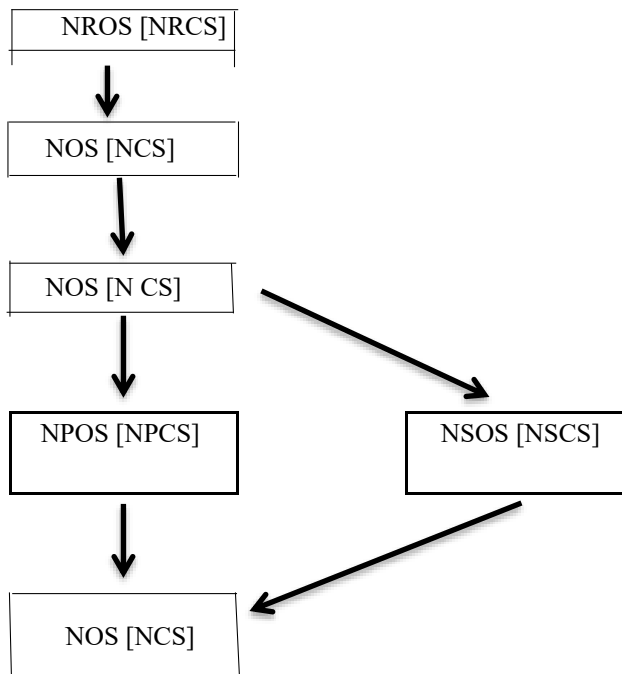 NROS [NRCS]
NOS [NCS]
NOS [N CS]
NPOS [NPCS]
NSOS [NSCS]
NOS [NCS]